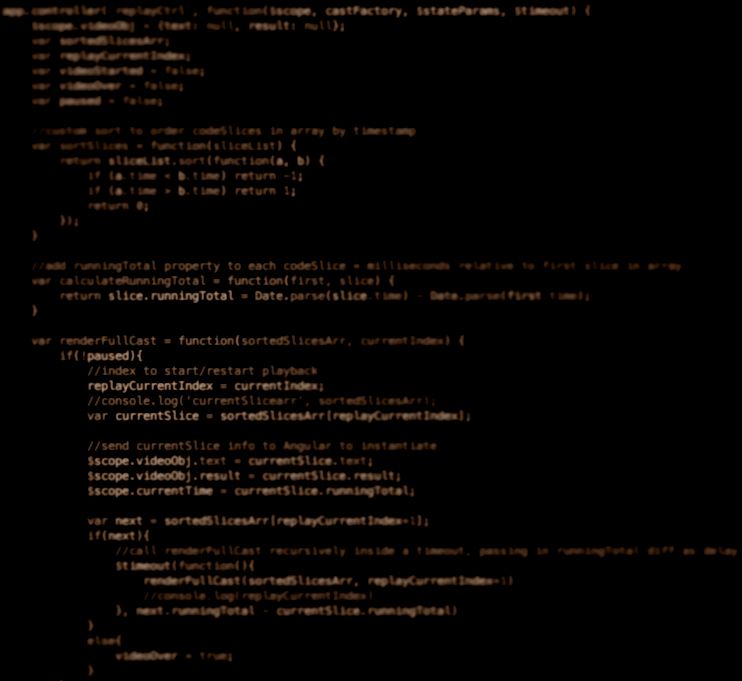 app.controller('replayCtrl', function($scope, castFactory, $stateParams, $timeout) {
$scope.videoObj = {text: null, result: null};
var sortedSlicesArr;
var replayCurrentIndex;
var videoStarted = false;
var videoOver = false;
var paused = false;
//custom sort to order codeSlices in array by timestamp
var sortSlices = function(sliceList) {
return sliceList.sort(function(a, b) {
if (a.time < b.time) return -1;
if (a.time > b.time) return 1;
return 0;
});
}
//add runningTotal property to each codeSlice = milliseconds relative to first slice in array
var calculateRunningTotal = function(first, slice) {
return slice.runningTotal = Date.parse(slice.time) - Date.parse(first.time);
}
var renderFullCast = function(sortedSlicesArr, currentIndex) {
if(!paused){
//index to start/restart playback
replayCurrentIndex = currentIndex;
//console.log('currentSlicearr', sortedSlicesArr);
var currentSlice = sortedSlicesArr[replayCurrentIndex];
//send currentSlice info to Angular to instantiate
$scope.videoObj.text = currentSlice.text;
$scope.videoObj.result = currentSlice.result;
$scope.currentTime = currentSlice.runningTotal;
var next = sortedSlicesArr[replayCurrentIndex+1];
if(next){
//call renderFullCast recursively inside a timeout, passing in runningTotal diff as delay
$timeout(function(){
renderFullCast(sortedSlicesArr, replayCurrentIndex+1)
//console.log(replayCurrentIndex)
}, next.runningTotal - currentSlice.runningTotal)
}
else{
videoOver = true;
}